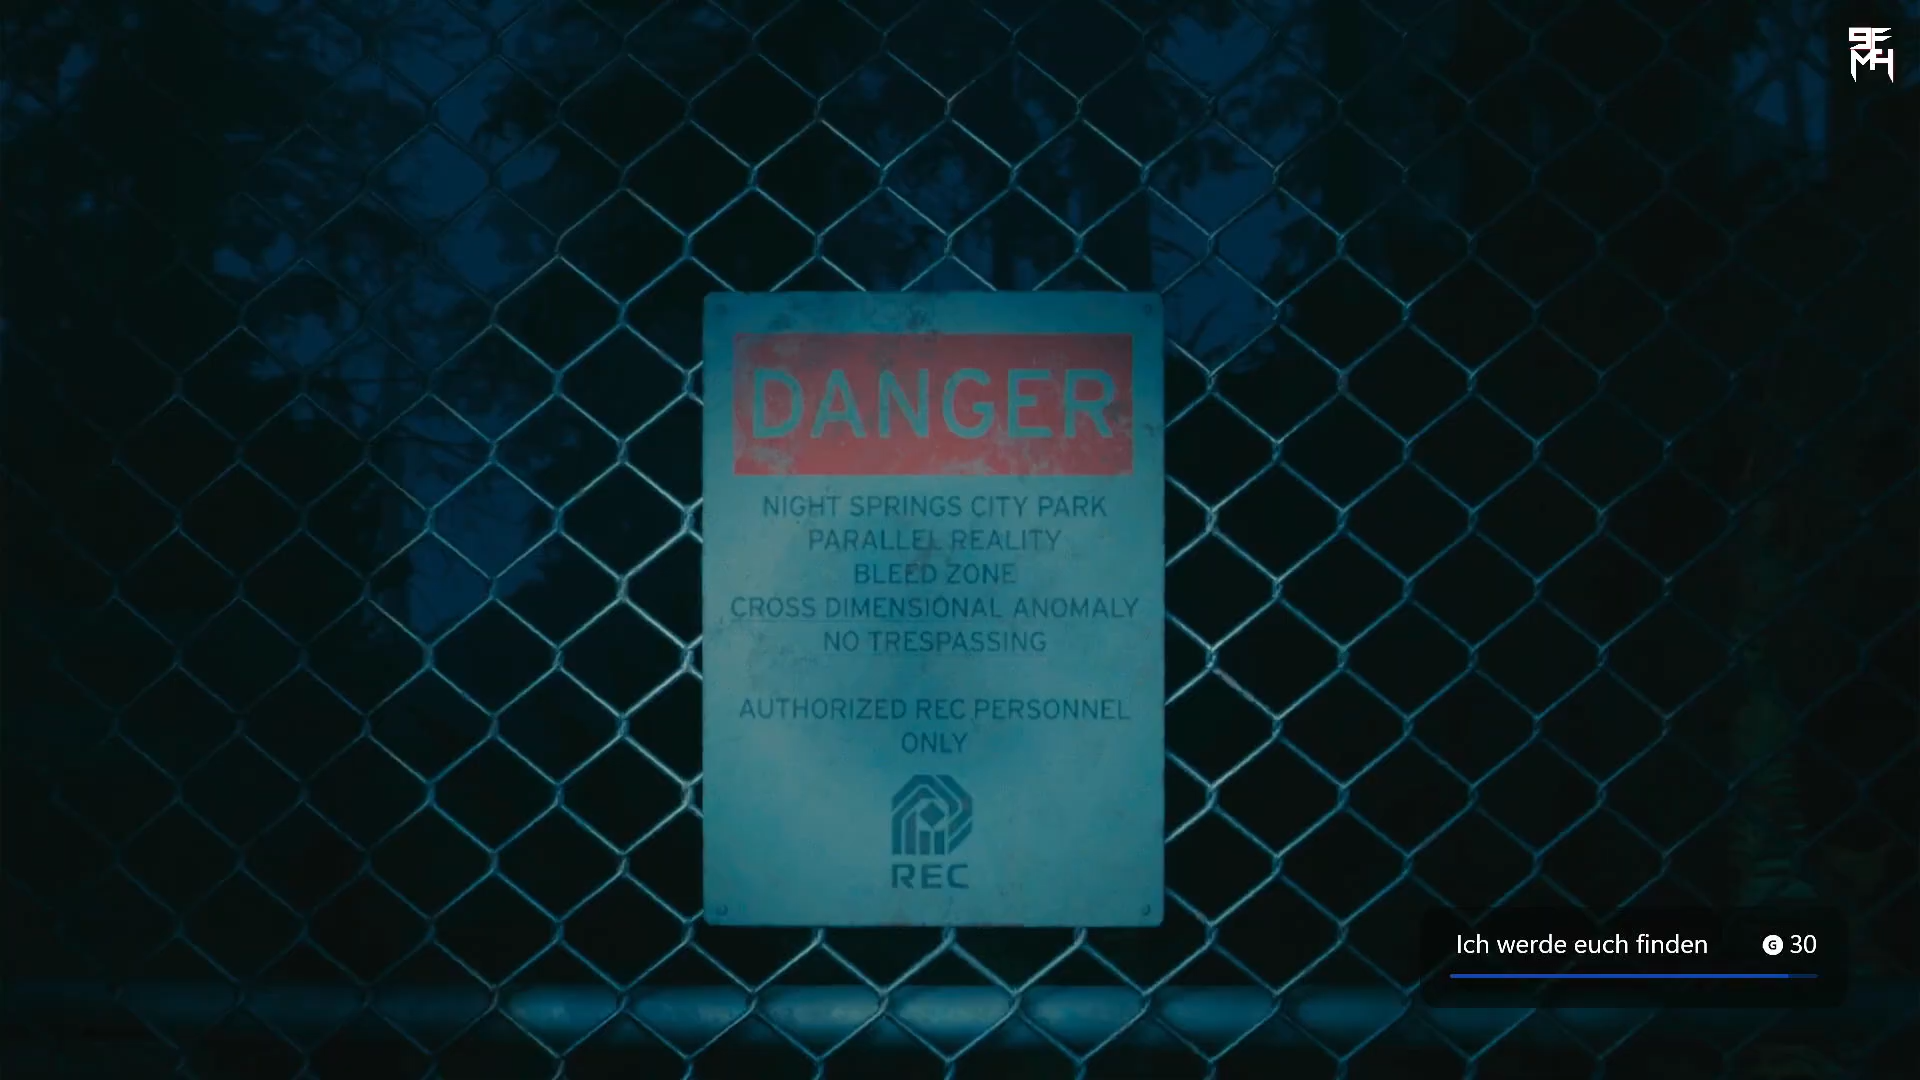 DANGER
NIGHT SPRINGS CITY PARK
PARALLEL REALITY
BLEED ZONE
CROSS DIMENSIONAL ANOMALY
NO TRESPASSING
AUTHORIZED REC PERSONNEL
ONLY
REC
Ich werde euch finden G 30